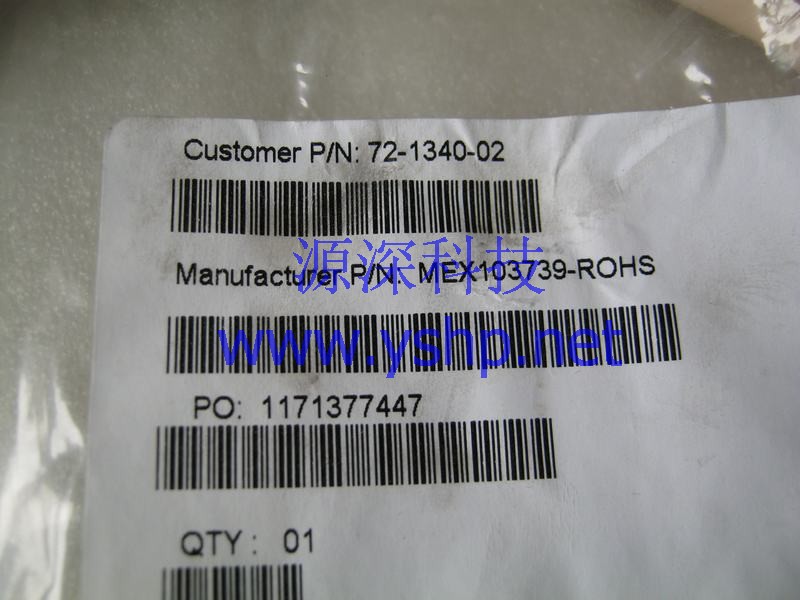 Customer P/N: 72-1340-02
源深科技
Manufacturer P/N: MEX103739-ROHS
www.yshp.net
PO: 1171377447
QTY: 01